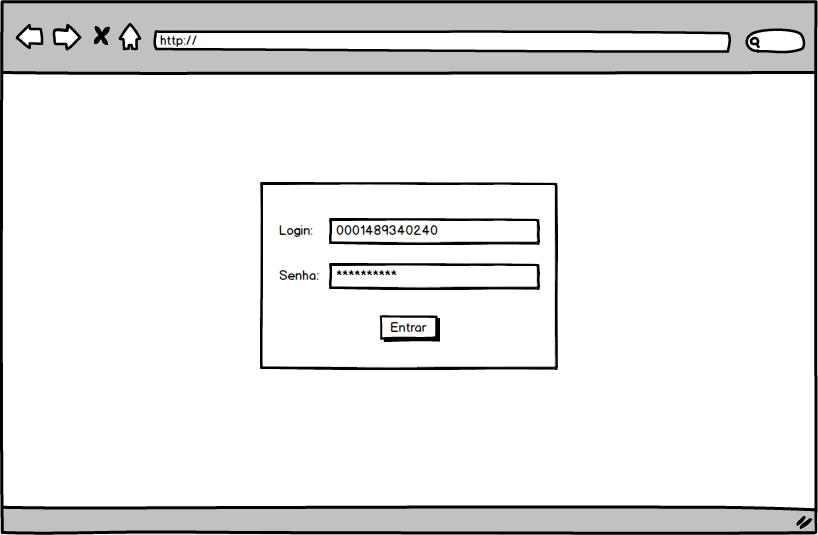 http://
Login: 0001489340240
Senha: **********
Entrar